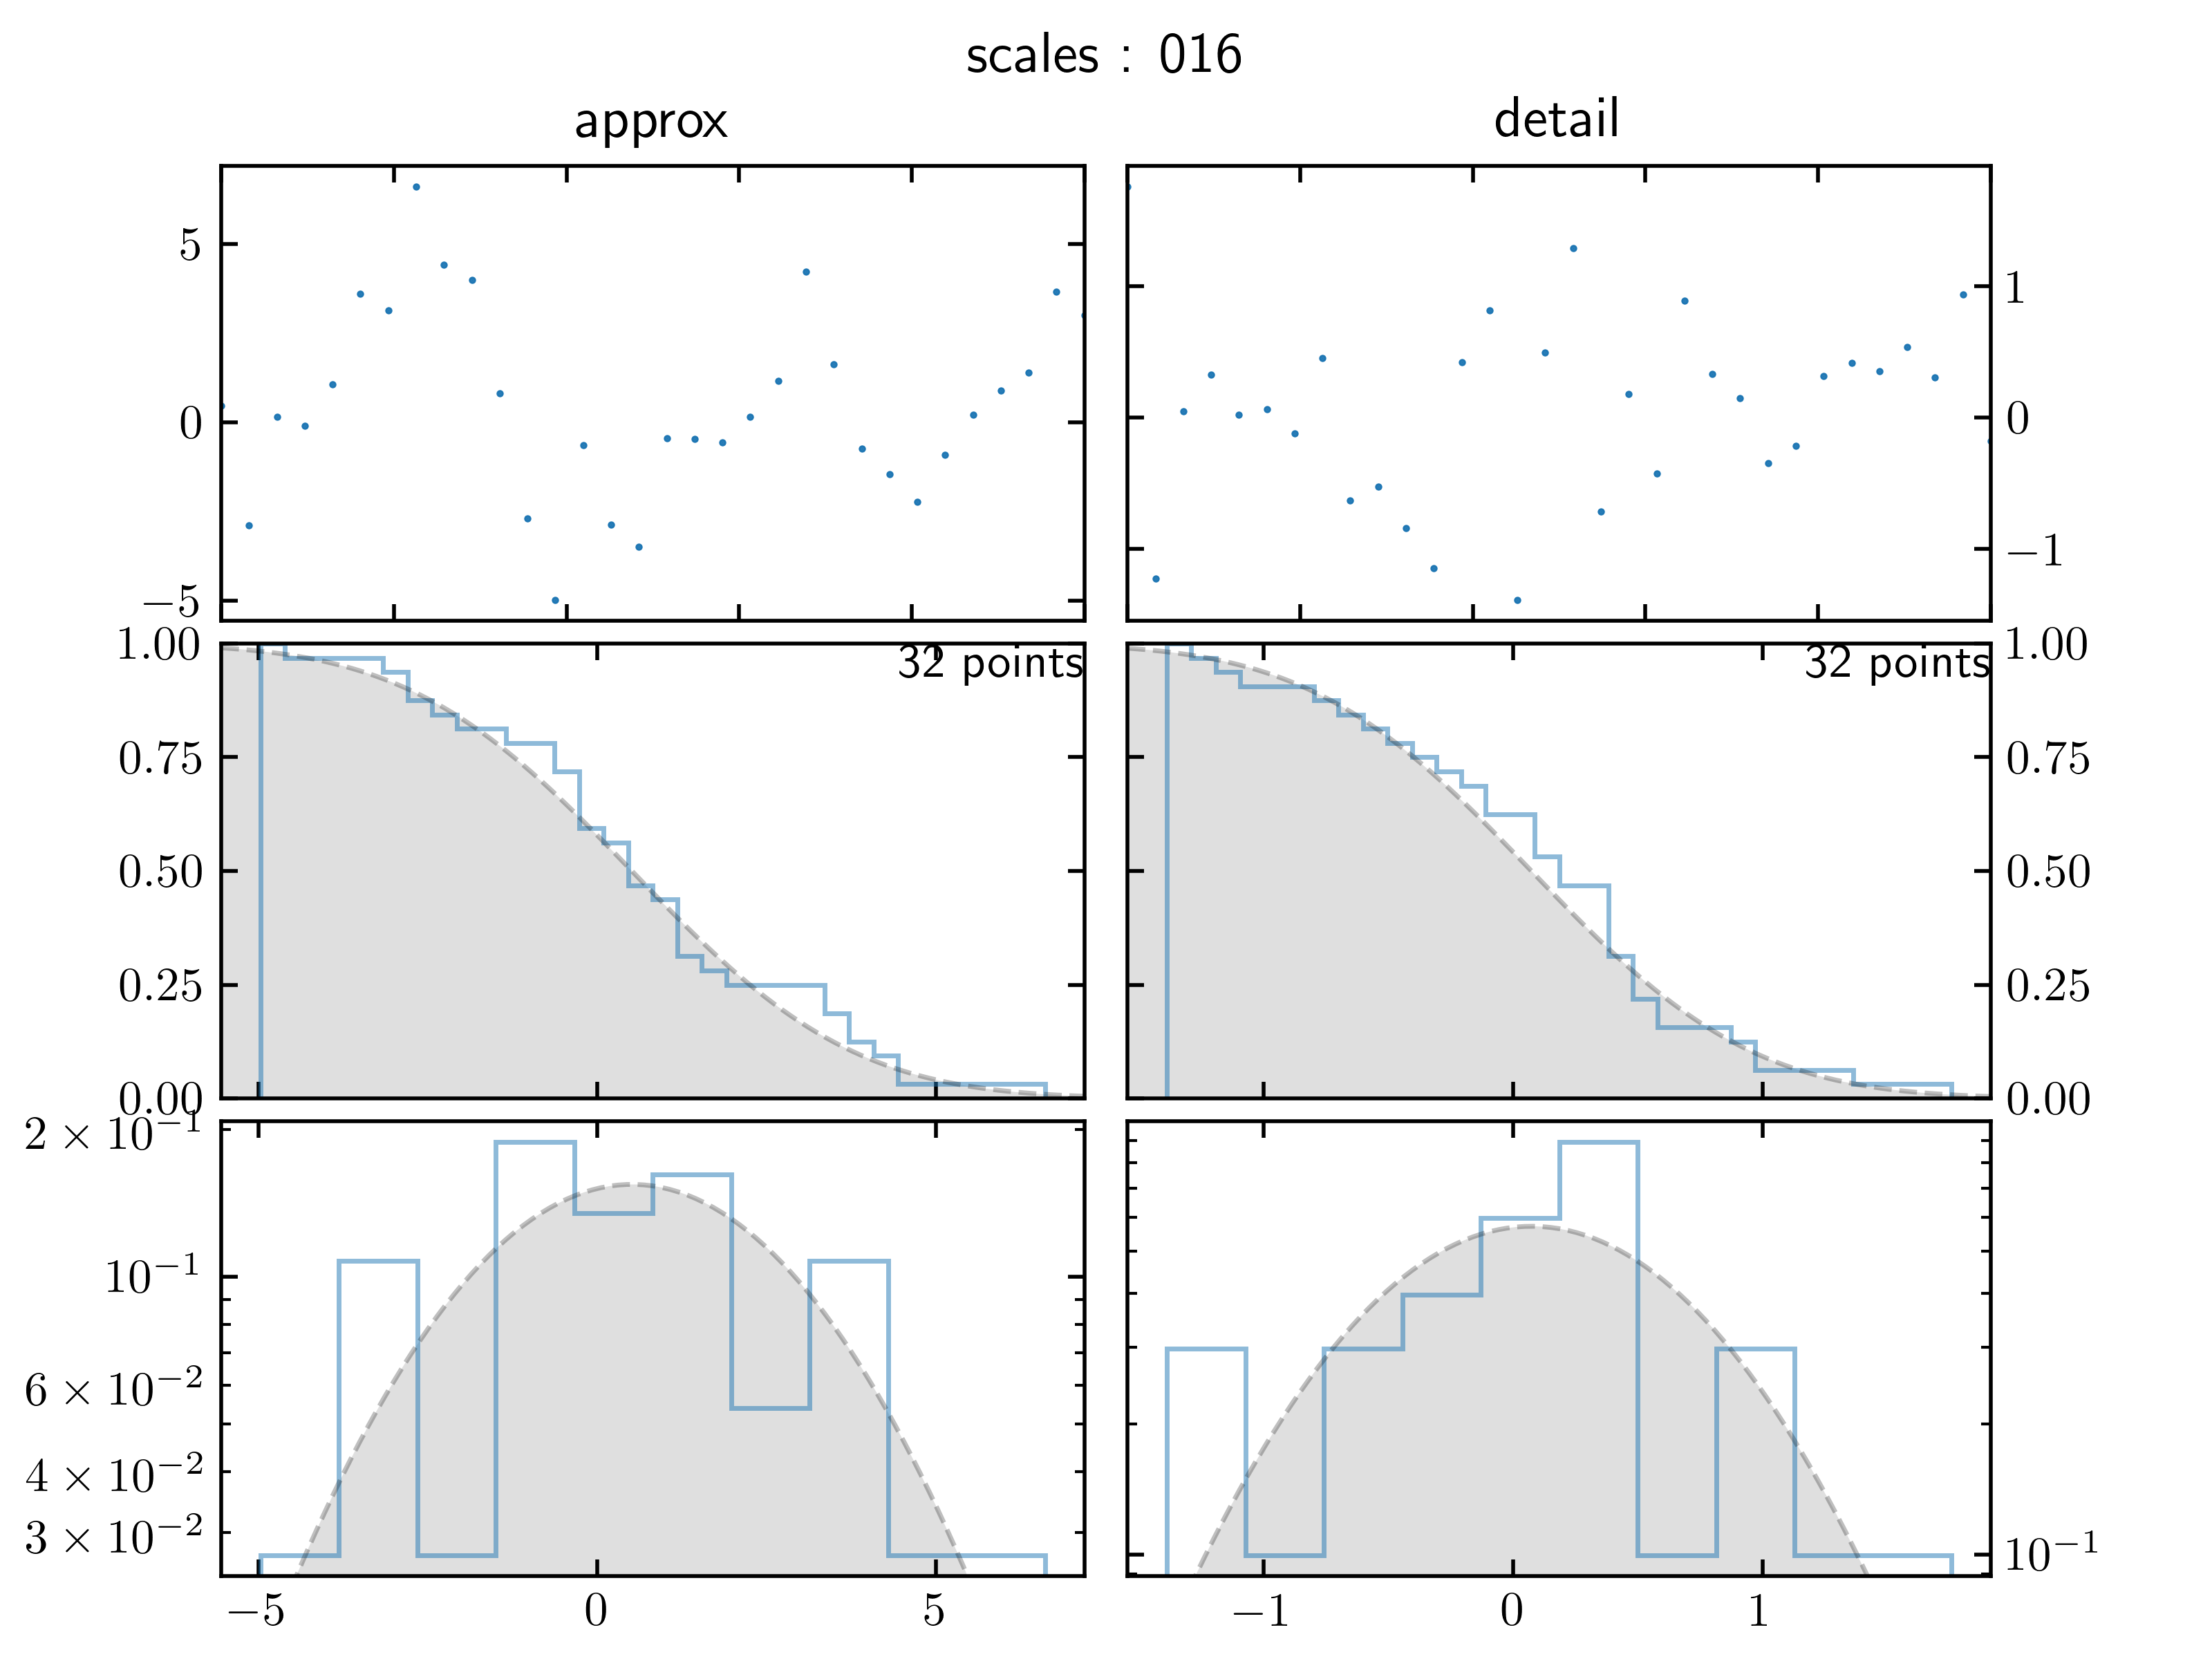 scales : 016
approx
detail
5
0
−5
1
0
−1
1.00
0.75
0.50
0.25
0.00
32 points
32 points
1.00
0.75
0.50
0.25
0.00
2 × 10⁻¹
10⁻¹
6 × 10⁻²
4 × 10⁻²
3 × 10⁻²
10⁻¹
−5 0 5
−1 0 1